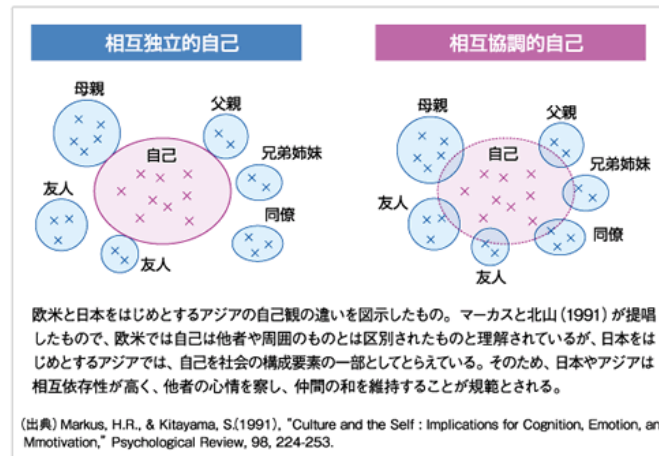 相互独立的自己
相互協調的自己
母親
父親
自己
兄弟姉妹
友人
同僚
友人
母親
父親
自己
兄弟姉妹
友人
同僚
友人
欧米と日本をはじめとするアジアの自己観の違いを図示したもの。マーカスと北山(1991)が提唱
したもので、欧米では自己は他者や周囲のものとは区別されたものと理解されているが、日本をは
じめとするアジアでは、自己を社会の構成要素の一部としてとらえている。そのため、日本やアジアは
相互依存性が高く、他者の心情を察し、仲間の和を維持することが規範とされる。
(出典) Markus, H.R., & Kitayama, S.(1991), "Culture and the Self : Implications for Cognition, Emotion, an
Mmotivation," Psychological Review, 98, 224-253.